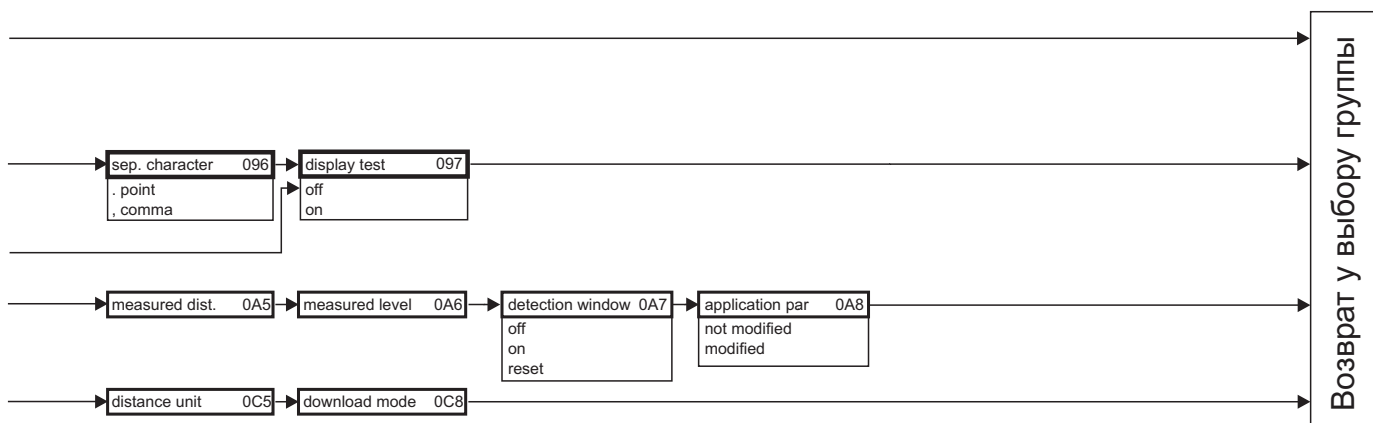 sep. character 096
. point
, comma
display test 097
off
on
measured dist. 0A5
measured level 0A6
detection window 0A7
off
on
reset
application par 0A8
not modified
modified
distance unit 0C5
download mode 0C8
Возврат у выбору группы